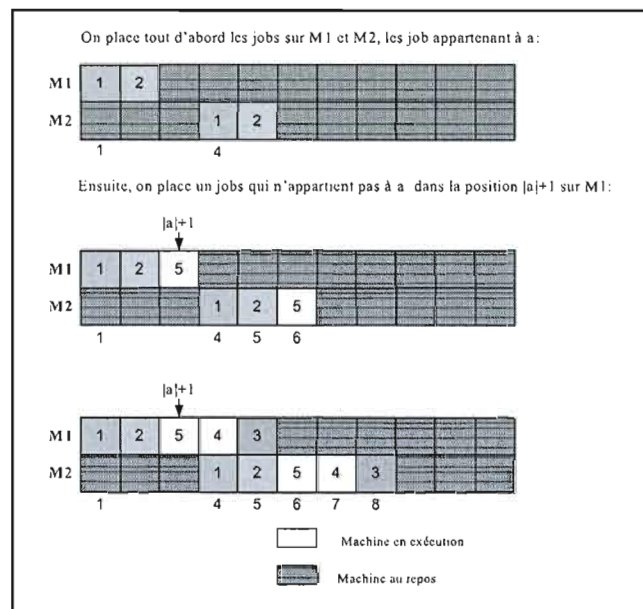 On place tout d'abord les jobs sur M1 et M2, les job appartenant à a:
M1 1 2
M2 1 2
1 4
Ensuite, on place un jobs qui n'appartient pas à a dans la position |a|+1 sur M1:
|a|+1
M1 1 2 5
M2 1 2 5
1 4 5 6
|a|+1
M1 1 2 5 4 3
M2 1 2 5 4 3
1 4 5 6 7 8
Machine en exécution
Machine au repos